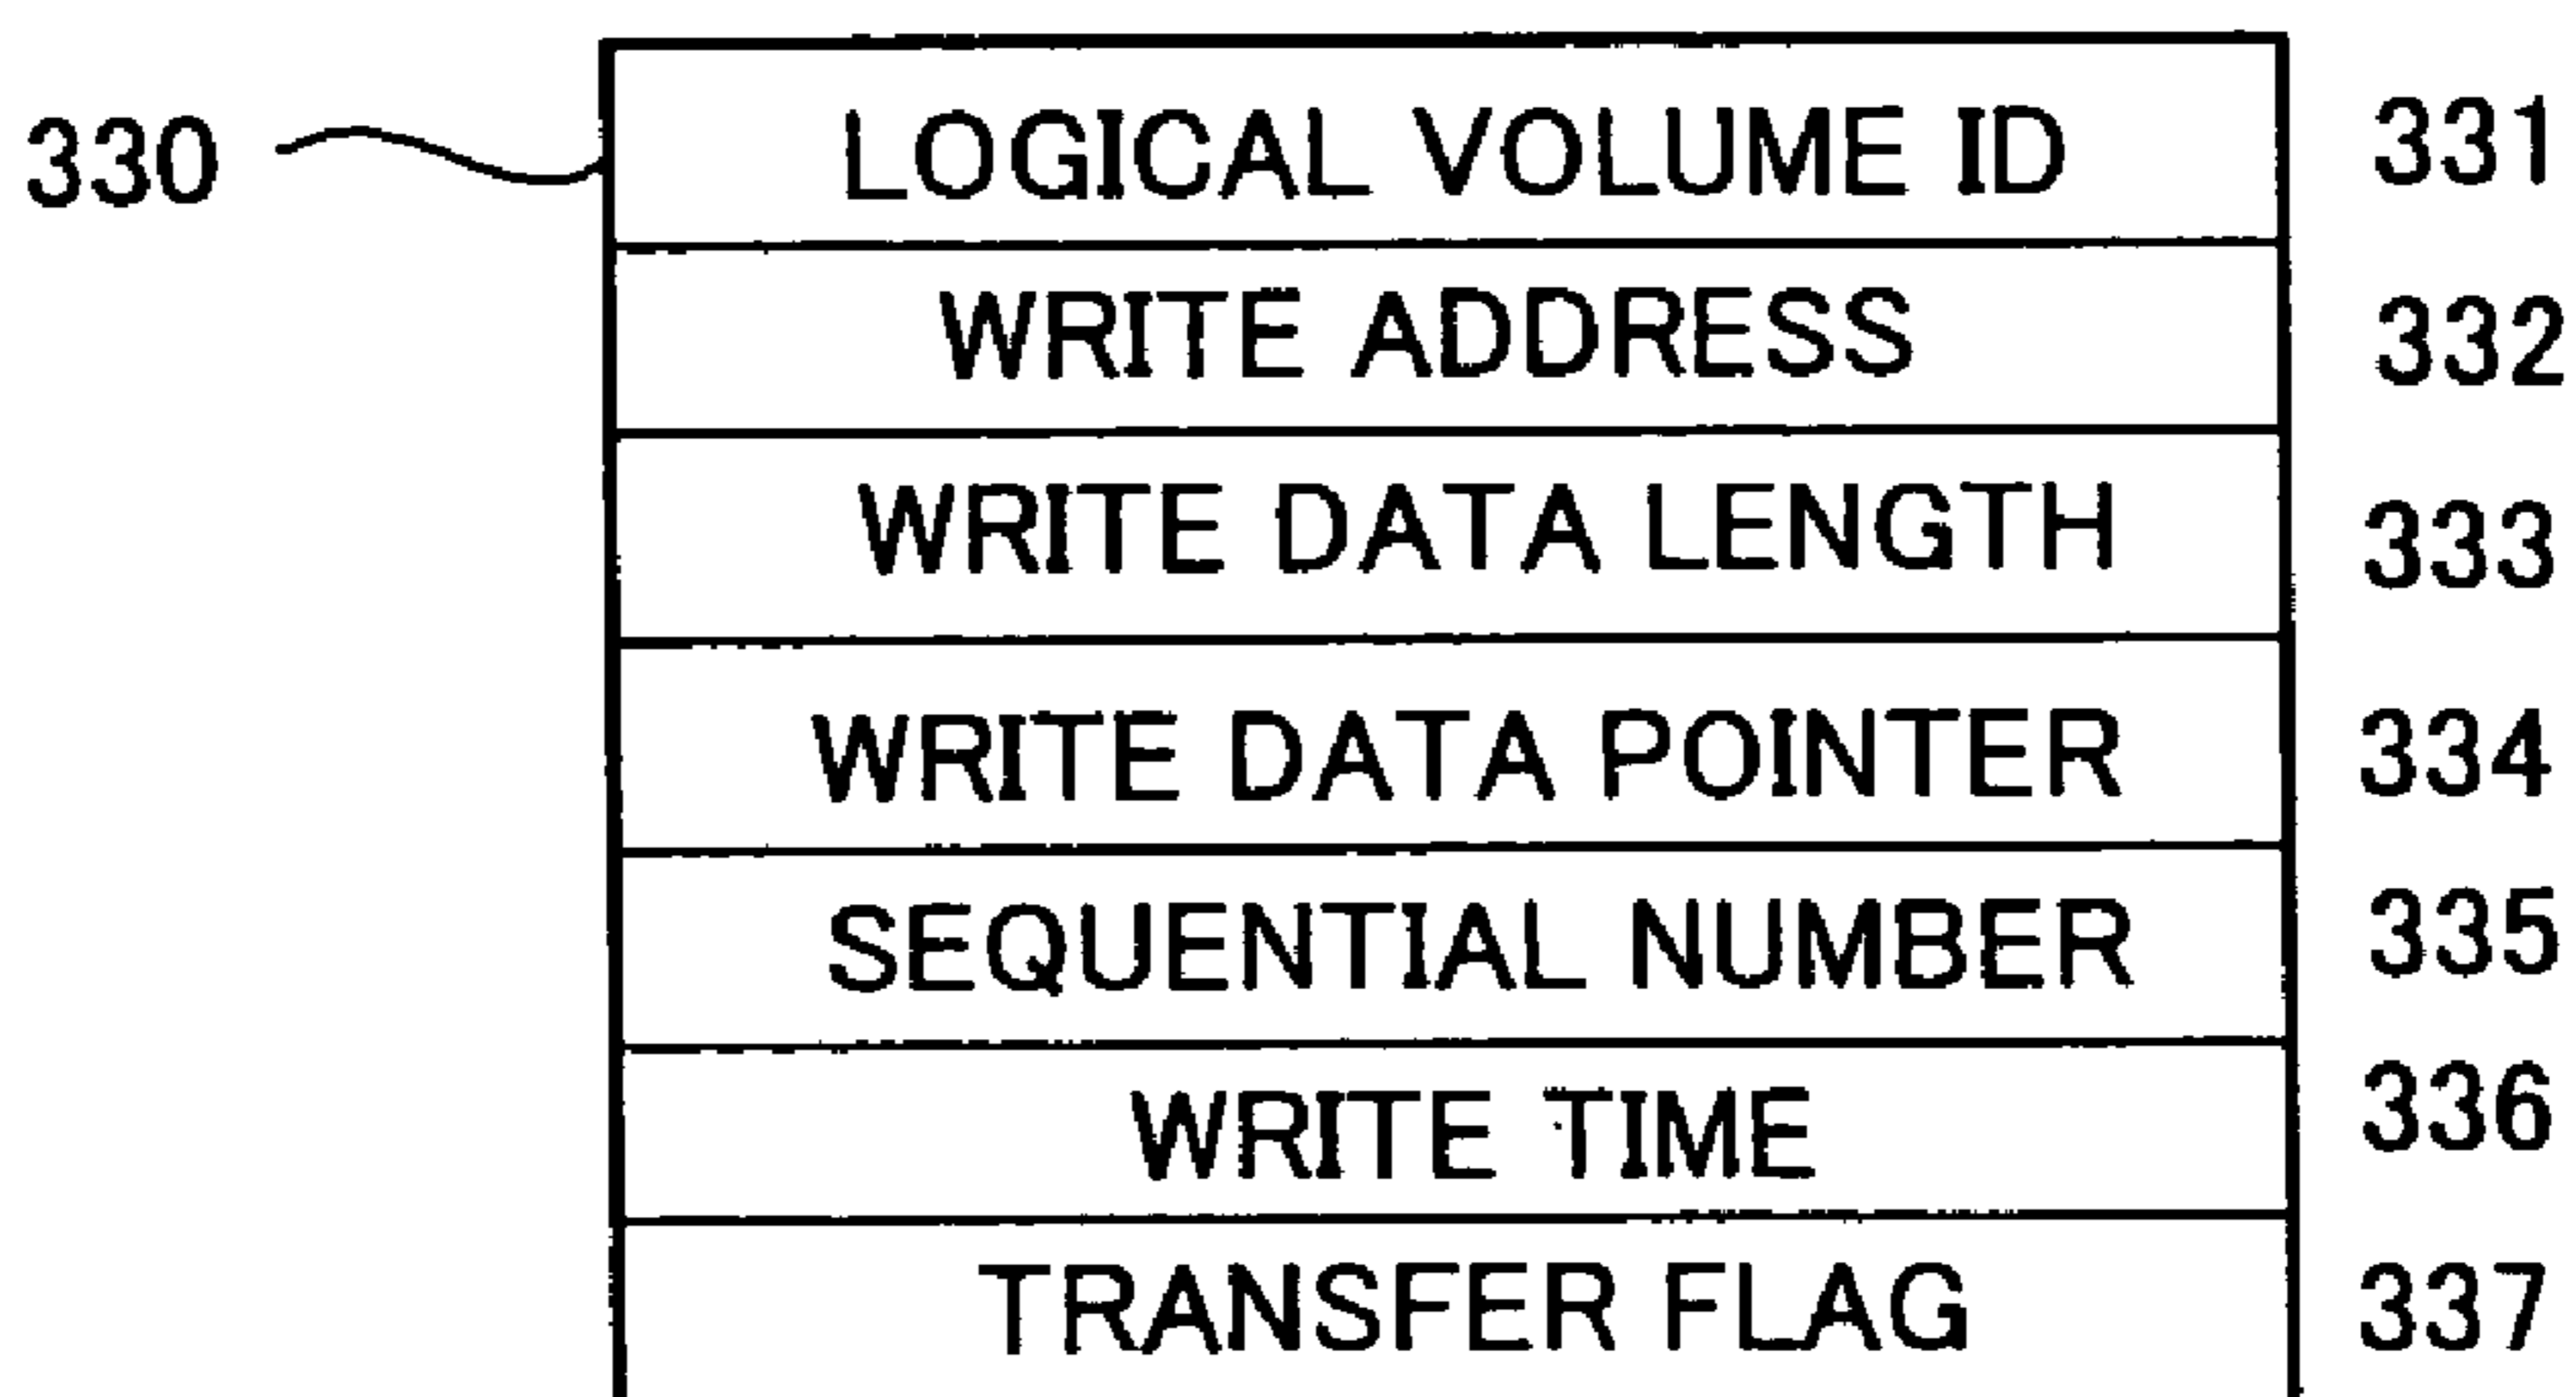 330 LOGICAL VOLUME ID 331
WRITE ADDRESS 332
WRITE DATA LENGTH 333
WRITE DATA POINTER 334
SEQUENTIAL NUMBER 335
WRITE TIME 336
TRANSFER FLAG 337